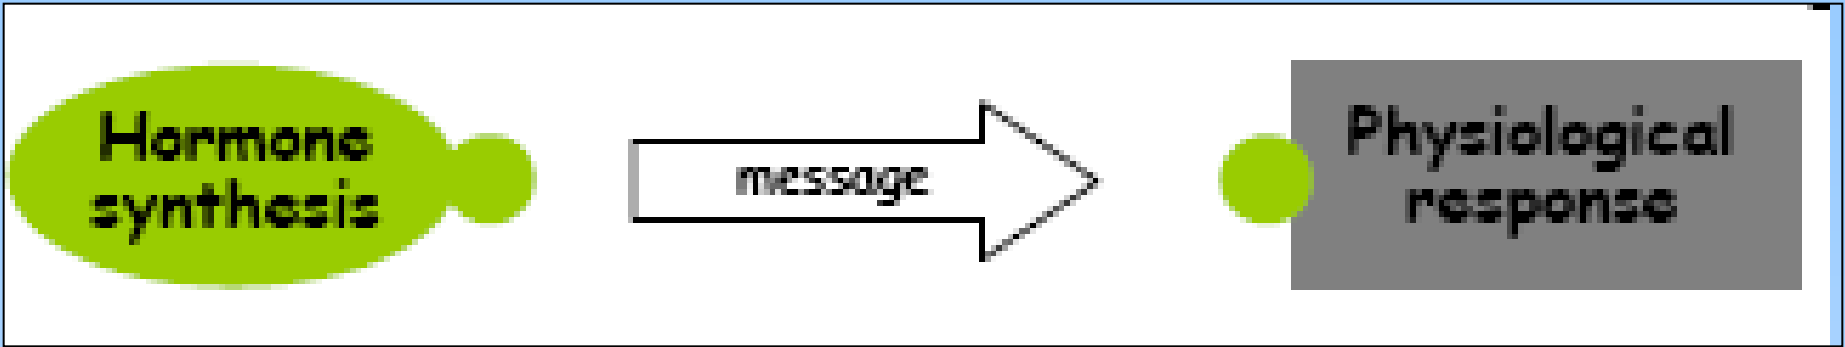 Hormone
synthesis
message
Physiological
response